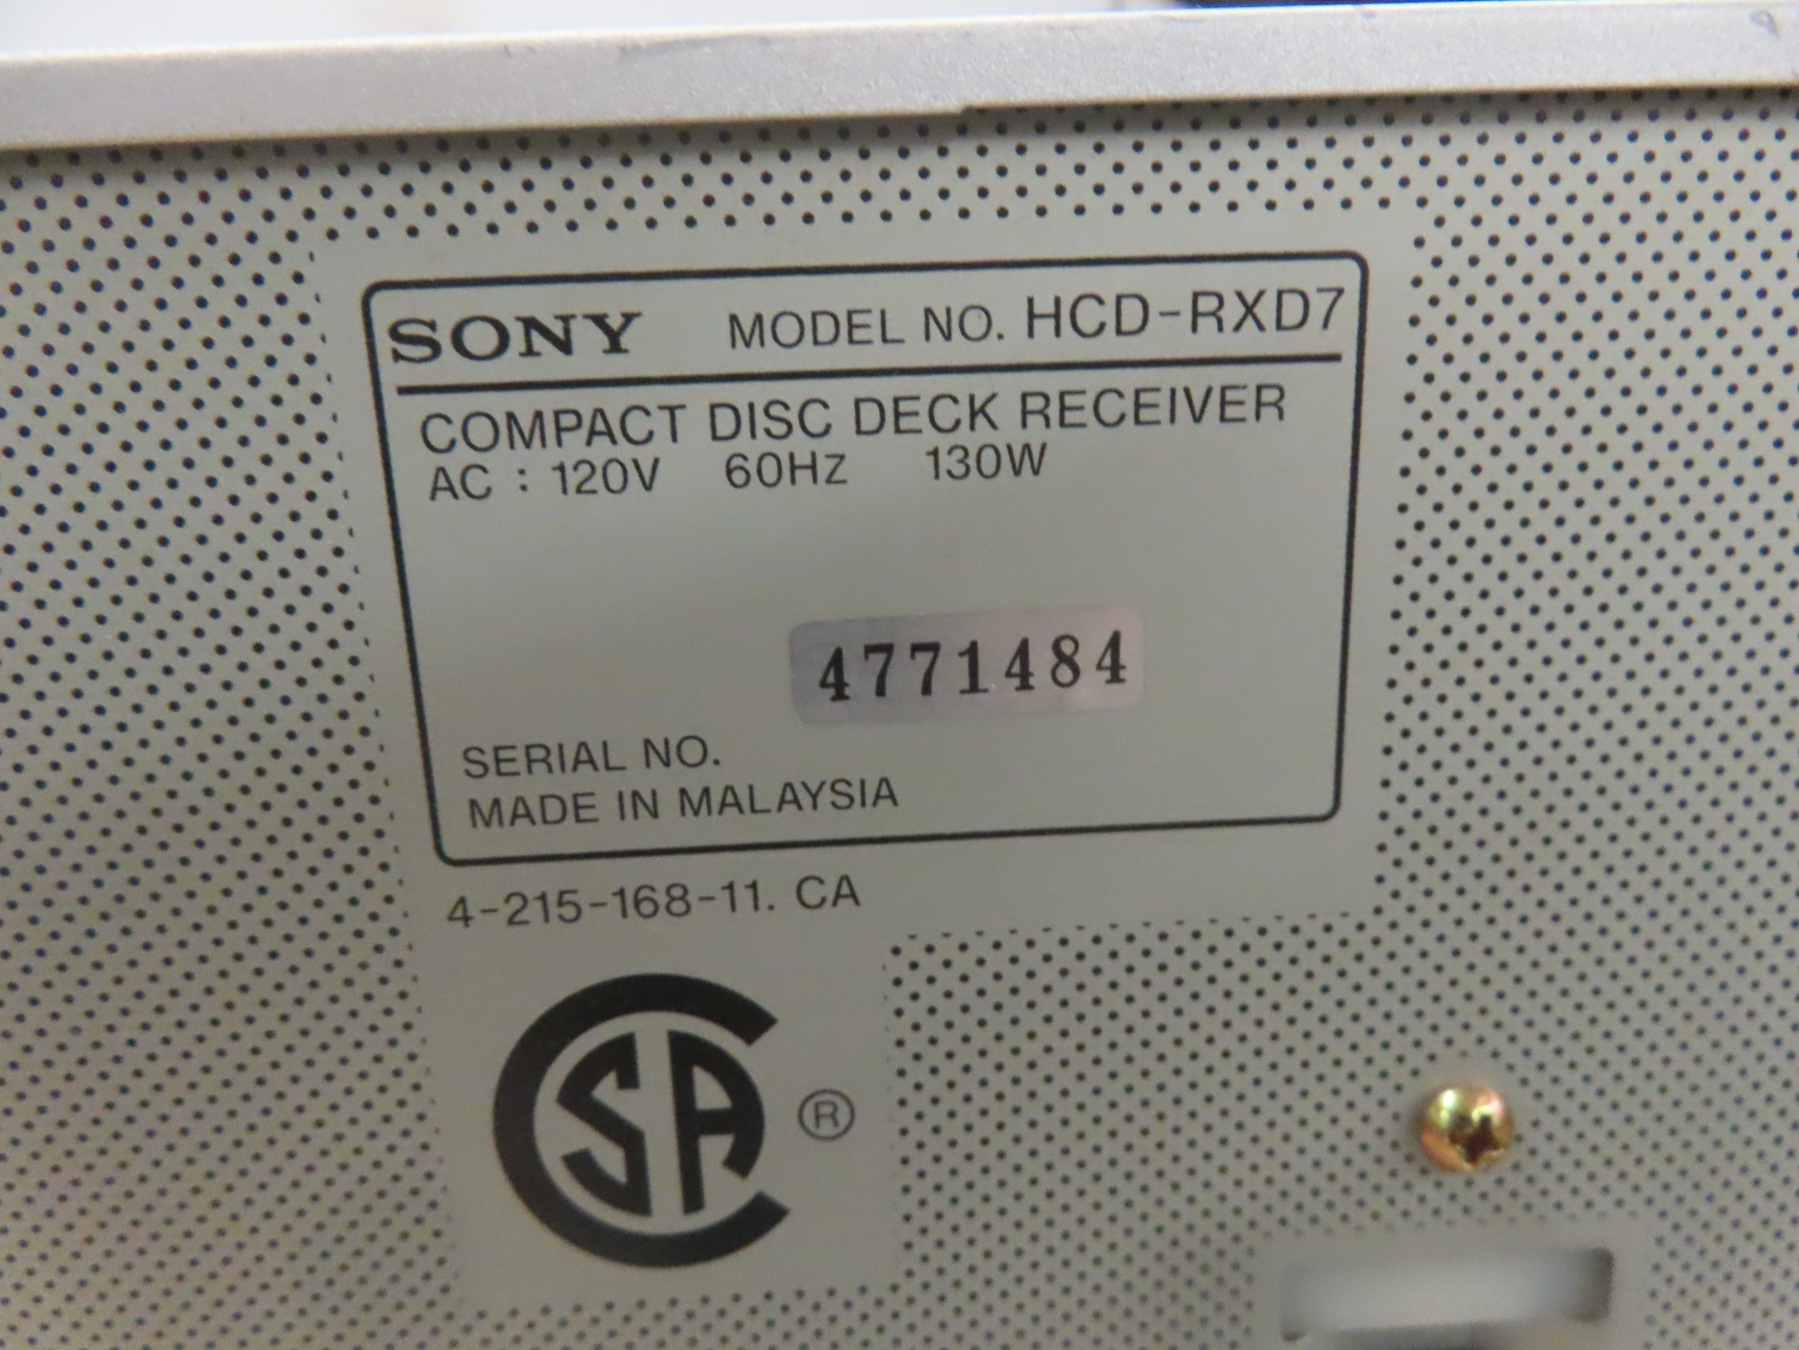 SONY MODEL NO. HCD-RXD7
COMPACT DISC DECK RECEIVER
AC : 120V 60Hz 130W
4771484
SERIAL NO.
MADE IN MALAYSIA
4-215-168-11. CA
CSA ®